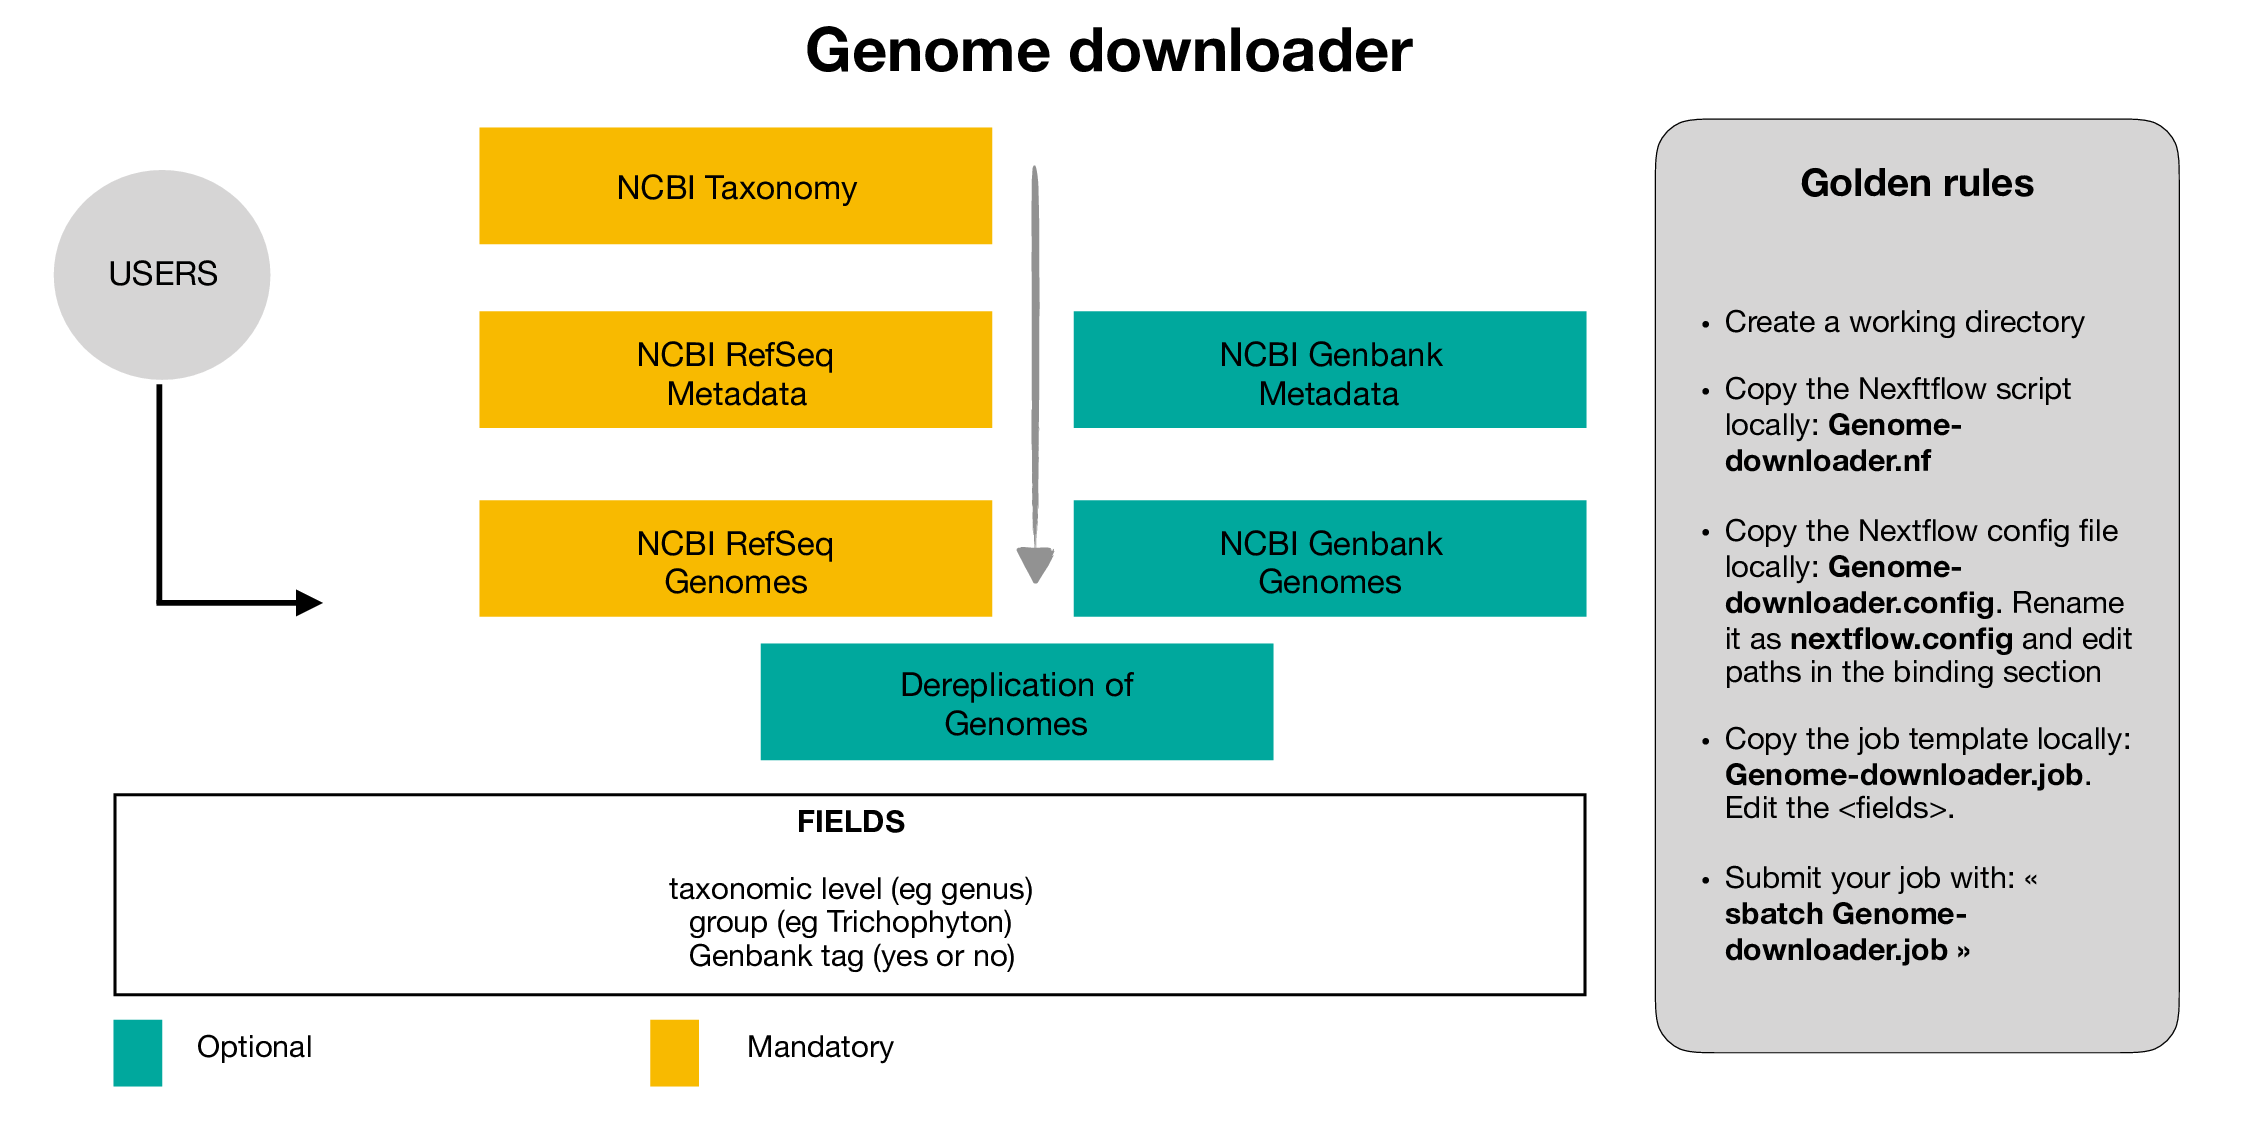 Genome downloader
USERS
NCBI Taxonomy
NCBI RefSeq
Metadata
NCBI Genbank
Metadata
NCBI RefSeq
Genomes
NCBI Genbank
Genomes
Dereplication of
Genomes
FIELDS
taxonomic level (eg genus)
group (eg Trichophyton)
Genbank tag (yes or no)
Optional
Mandatory
Golden rules
• Create a working directory
• Copy the Nexftflow script
locally: Genome-
downloader.nf
• Copy the Nextflow config file
locally: Genome-
downloader.config. Rename
it as nextflow.config and edit
paths in the binding section
• Copy the job template locally:
Genome-downloader.job.
Edit the <fields>.
• Submit your job with: «
sbatch Genome-
downloader.job »